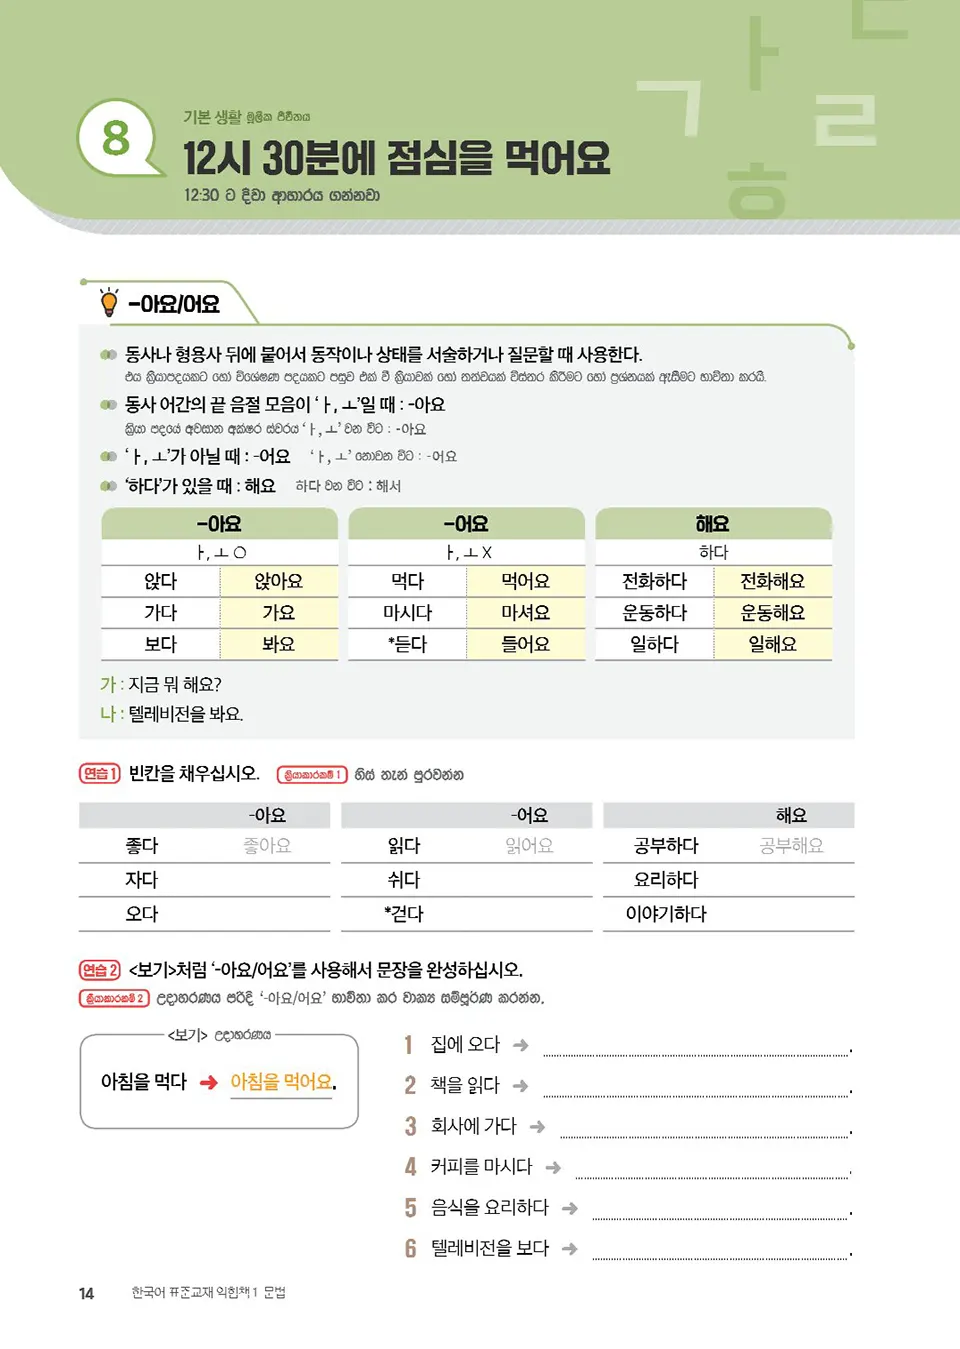 8
기본 생활 මූලික ජීවිතය
12시 30분에 점심을 먹어요
12:30 ට දිවා ආහාරය ගන්නවා
-아요/어요
동사나 형용사 뒤에 붙어서 동작이나 상태를 서술하거나 질문할 때 사용한다.
එය ක්‍රියාපදයකට හෝ විශේෂණ පදයකට පසුව එක් වී ක්‍රියාවක් හෝ තත්වයක් විස්තර කිරීමට හෝ ප්‍රශ්නයක් ඇසීමට භාවිතා කරයි.
동사 어간의 끝 음절 모음이 ‘ㅏ, ㅗ’일 때 : -아요
ක්‍රියා පදයේ අවසාන අක්ෂර ස්වරය ‘ㅏ, ㅗ’ වන විට : -아요
‘ㅏ, ㅗ’가 아닐 때 : -어요 ‘ㅏ, ㅗ’ නොවන විට : -어요
‘하다’가 있을 때 : 해요 하다 වන විට : 해서
-아요 -어요 해요
ㅏ, ㅗ O ㅏ, ㅗ X 하다
앉다 앉아요 먹다 먹어요 전화하다 전화해요
가다 가요 마시다 마셔요 운동하다 운동해요
보다 봐요 *듣다 들어요 일하다 일해요
가 : 지금 뭐 해요?
나 : 텔레비전을 봐요.
연습 1 빈칸을 채우십시오. ක්‍රියාකාරකම් 1 හිස් තැන් පුරවන්න
-아요 -어요 해요
좋다 좋아요 읽다 읽어요 공부하다 공부해요
자다 쉬다 요리하다
오다 *걷다 이야기하다
연습 2 <보기>처럼 ‘-아요/어요’를 사용해서 문장을 완성하십시오.
ක්‍රියාකාරකම් 2 උදාහරණය පරිදි ‘-아요/어요’ භාවිතා කර වාක්‍ය සම්පූර්ණ කරන්න.
<보기> උදාහරණය
아침을 먹다 ➔ 아침을 먹어요.
1 집에 오다 ➔ .
2 책을 읽다 ➔ .
3 회사에 가다 ➔ .
4 커피를 마시다 ➔ .
5 음식을 요리하다 ➔ .
6 텔레비전을 보다 ➔ .
14 한국어 표준교재 익힘책 1 문법